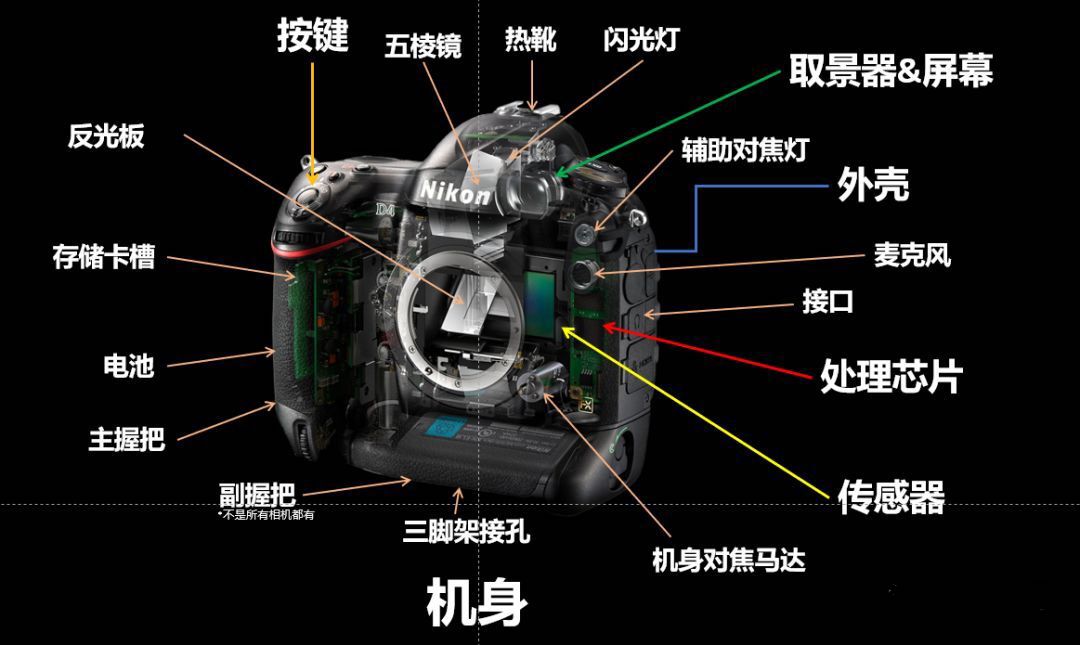 按键
五棱镜
热靴
闪光灯
取景器&屏幕
反光板
辅助对焦灯
外壳
Nikon
D4
存储卡槽
麦克风
接口
电池
处理芯片
主握把
副握把
*不是所有相机都有
传感器
三脚架接孔
机身对焦马达
机身